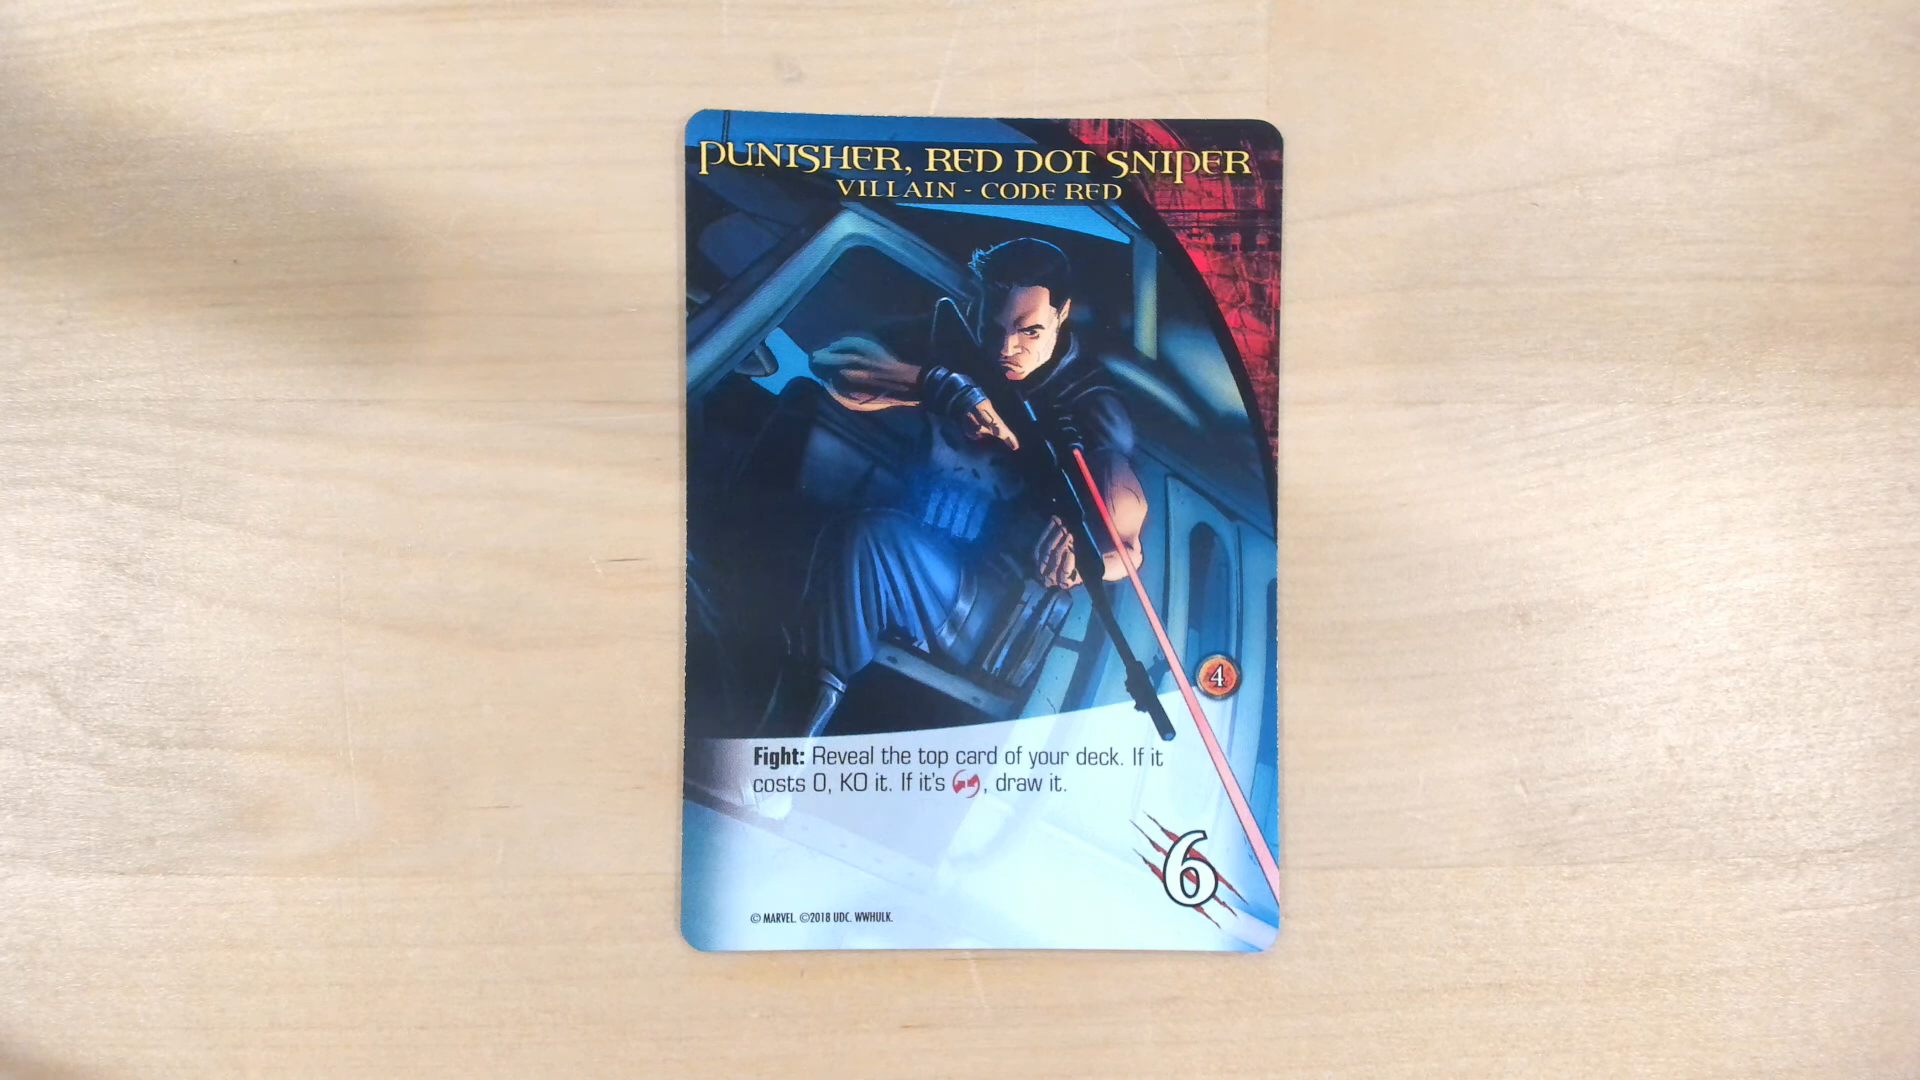 PUNISHER, RED DOT SNIPER
VILLAIN - CODE RED
4
Fight: Reveal the top card of your deck. If it
costs 0, KO it. If it's , draw it.
6
© MARVEL. ©2018 UDC. WWHULK.